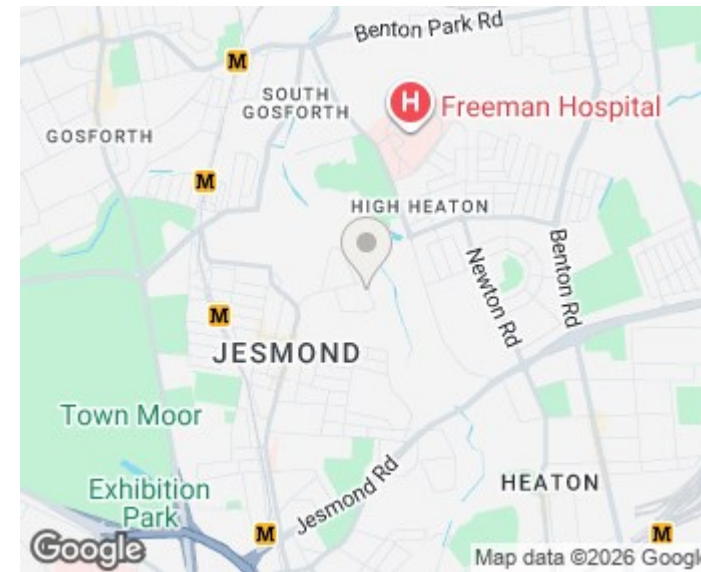 Benton Park Rd
M
SOUTH
GOSFORTH
H
Freeman Hospital
GOSFORTH
M
HIGH HEATON
Newton Rd
Benton Rd
M
JESMOND
Town Moor
Jesmond Rd
HEATON
Exhibition
Park
M
M
Google
Map data ©2026 Google